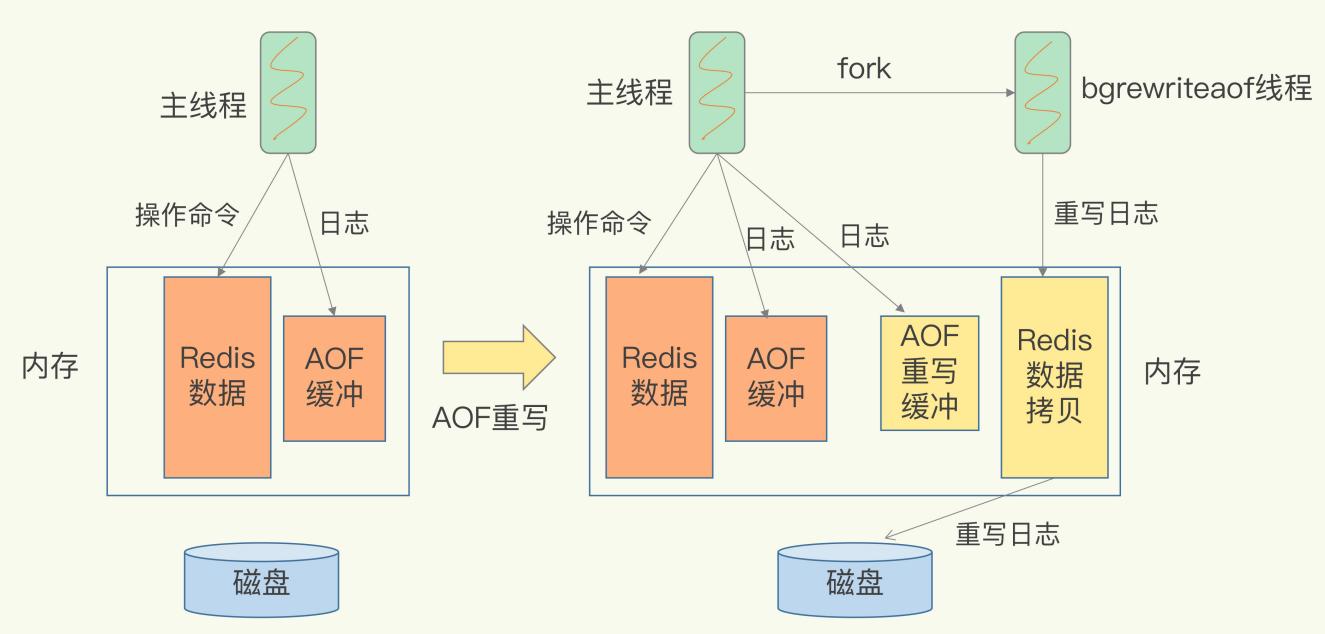 主线程
操作命令
日志
内存
Redis
数据
AOF
缓冲
磁盘
AOF重写
主线程
fork
bgrewriteaof线程
操作命令
日志
日志
重写日志
Redis
数据
AOF
缓冲
AOF
重写
缓冲
Redis
数据
拷贝
内存
重写日志
磁盘